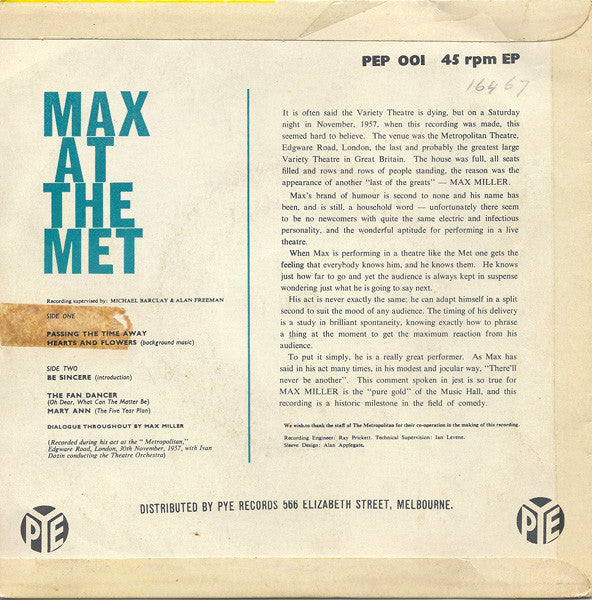 PEP 001 45 rpm EP
16467
MAX
AT
THE
MET
Recording supervised by: MICHAEL BARCLAY & ALAN FREEMAN
SIDE ONE
PASSING THE TIME AWAY
HEARTS AND FLOWERS (background music)
SIDE TWO
BE SINCERE (introduction)
THE FAN DANCER
(Oh Dear, What Can The Matter Be)
MARY ANN (The Five Year Plan)
DIALOGUE THROUGHOUT BY MAX MILLER
(Recorded during his act at the "Metropolitan,"
Edgware Road, London, 30th November, 1957, with Ivan
Dozin conducting the Theatre Orchestra)
It is often said the Variety Theatre is dying, but on a Saturday
night in November, 1957, when this recording was made, this
seemed hard to believe. The venue was the Metropolitan Theatre,
Edgware Road, London, the last and probably the greatest large
Variety Theatre in Great Britain. The house was full, all seats
filled and rows and rows of people standing, the reason was the
appearance of another "last of the greats" — MAX MILLER.
Max's brand of humour is second to none and his name has
been, and is still, a household word — unfortunately there seem
to be no newcomers with quite the same electric and infectious
personality, and the wonderful aptitude for performing in a live
theatre.
When Max is performing in a theatre like the Met one gets the
feeling that everybody knows him, and he knows them. He knows
just how far to go and yet the audience is always kept in suspense
wondering just what he is going to say next.
His act is never exactly the same; he can adapt himself in a split
second to suit the mood of any audience. The timing of his delivery
is a study in brilliant spontaneity, knowing exactly how to phrase
a thing at the moment to get the maximum reaction from his
audience.
To put it simply, he is a really great performer. As Max has
said in his act many times, in his modest and jocular way, "There'll
never be another". This comment spoken in jest is so true for
MAX MILLER is the "pure gold" of the Music Hall, and this
recording is a historic milestone in the field of comedy.
We wish to thank the staff of The Metropolitan for their co-operation in the making of this recording.
Recording Engineer: Ray Prickett. Technical Supervision: Ian Levene.
Sleeve Design: Alan Applegate.
DISTRIBUTED BY PYE RECORDS 566 ELIZABETH STREET, MELBOURNE.
PYE
PYE